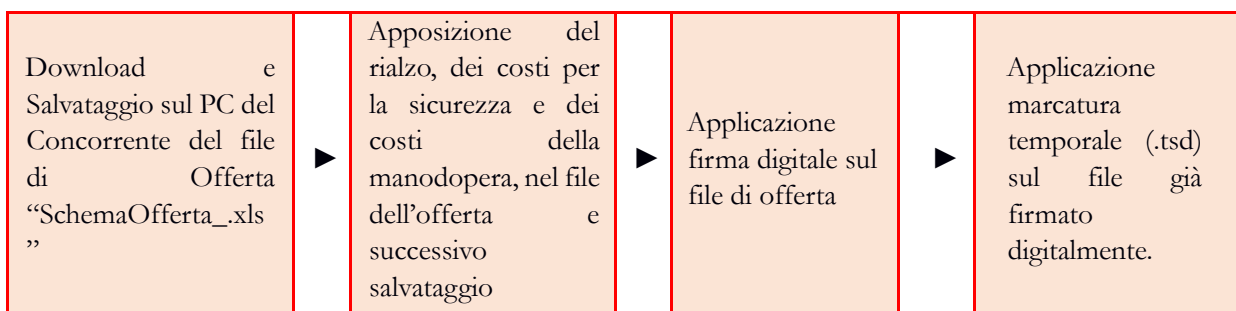 Download e
Salvataggio sul PC del
Concorrente del file
di Offerta
“SchemaOfferta_.xls
”
►
Apposizione del
rialzo, dei costi per
la sicurezza e dei
costi della
manodopera, nel file
dell’offerta e
successivo
salvataggio
►
Applicazione
firma digitale sul
file di offerta
►
Applicazione
marcatura
temporale (.tsd)
sul file già
firmato
digitalmente.